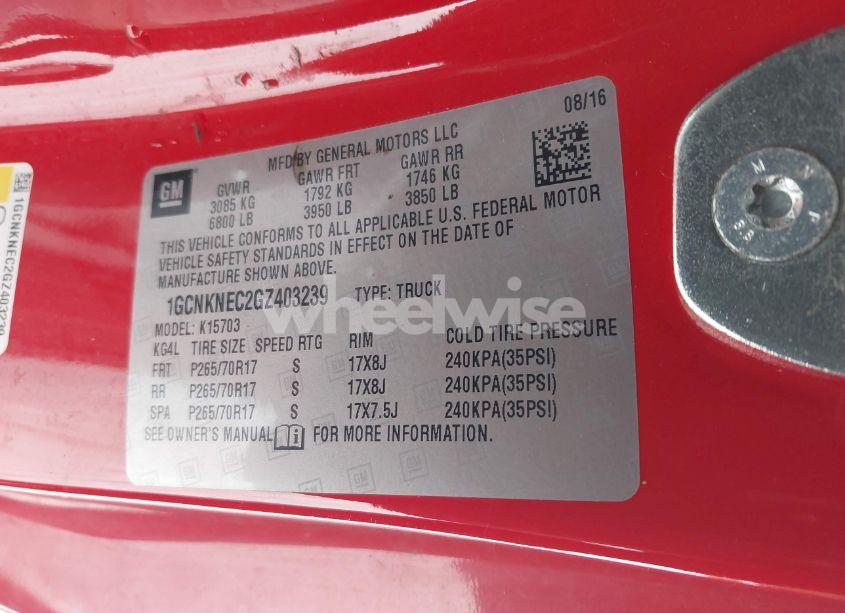 08/16
MFD BY GENERAL MOTORS LLC
GM
GVWR GAWR FRT GAWR RR
3085 KG 1792 KG 1746 KG
6800 LB 3950 LB 3850 LB
THIS VEHICLE CONFORMS TO ALL APPLICABLE U.S. FEDERAL MOTOR
VEHICLE SAFETY STANDARDS IN EFFECT ON THE DATE OF
MANUFACTURE SHOWN ABOVE.
1GCNKNEC2GZ403239 TYPE: TRUCK
MODEL: K15703
KG4L TIRE SIZE SPEED RTG RIM COLD TIRE PRESSURE
FRT P265/70R17 S 17X8J 240KPA(35PSI)
RR P265/70R17 S 17X8J 240KPA(35PSI)
SPA P265/70R17 S 17X7.5J 240KPA(35PSI)
SEE OWNER'S MANUAL FOR MORE INFORMATION.
wheelwise
1GCNKNEC2GZ403239